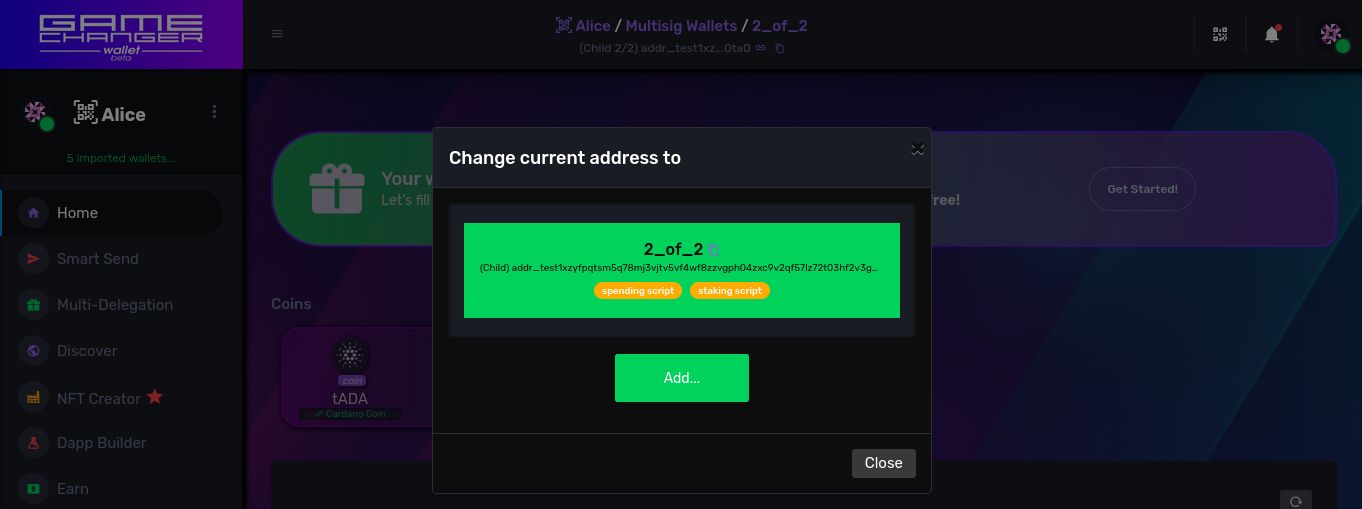 GAME
CHANGER
wallet
beta
Alice / Multisig Wallets / 2_of_2
(Child 2/2) addr_test1xz...0ta0
Alice
5 imported wallets...
Home
Smart Send
Multi-Delegation
Discover
NFT Creator
Dapp Builder
Earn
Your w
Let's fill
free!
Get Started!
Coins
coin
tADA
Cardano Coin
Change current address to
2_of_2
(Child) addr_test1xzyfpqtsm5q78mj3vjtv5vf4wf8zzvgph04zxc9v2qf57lz72t03hf2v3g...
spending script
staking script
Add...
Close